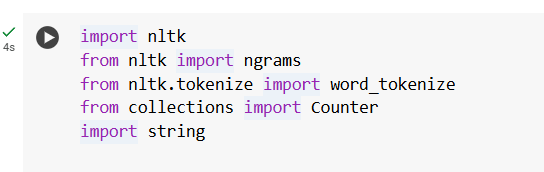 import nltk
from nltk import ngrams
4s
from nltk.tokenize import word_tokenize
from collections import Counter
import string